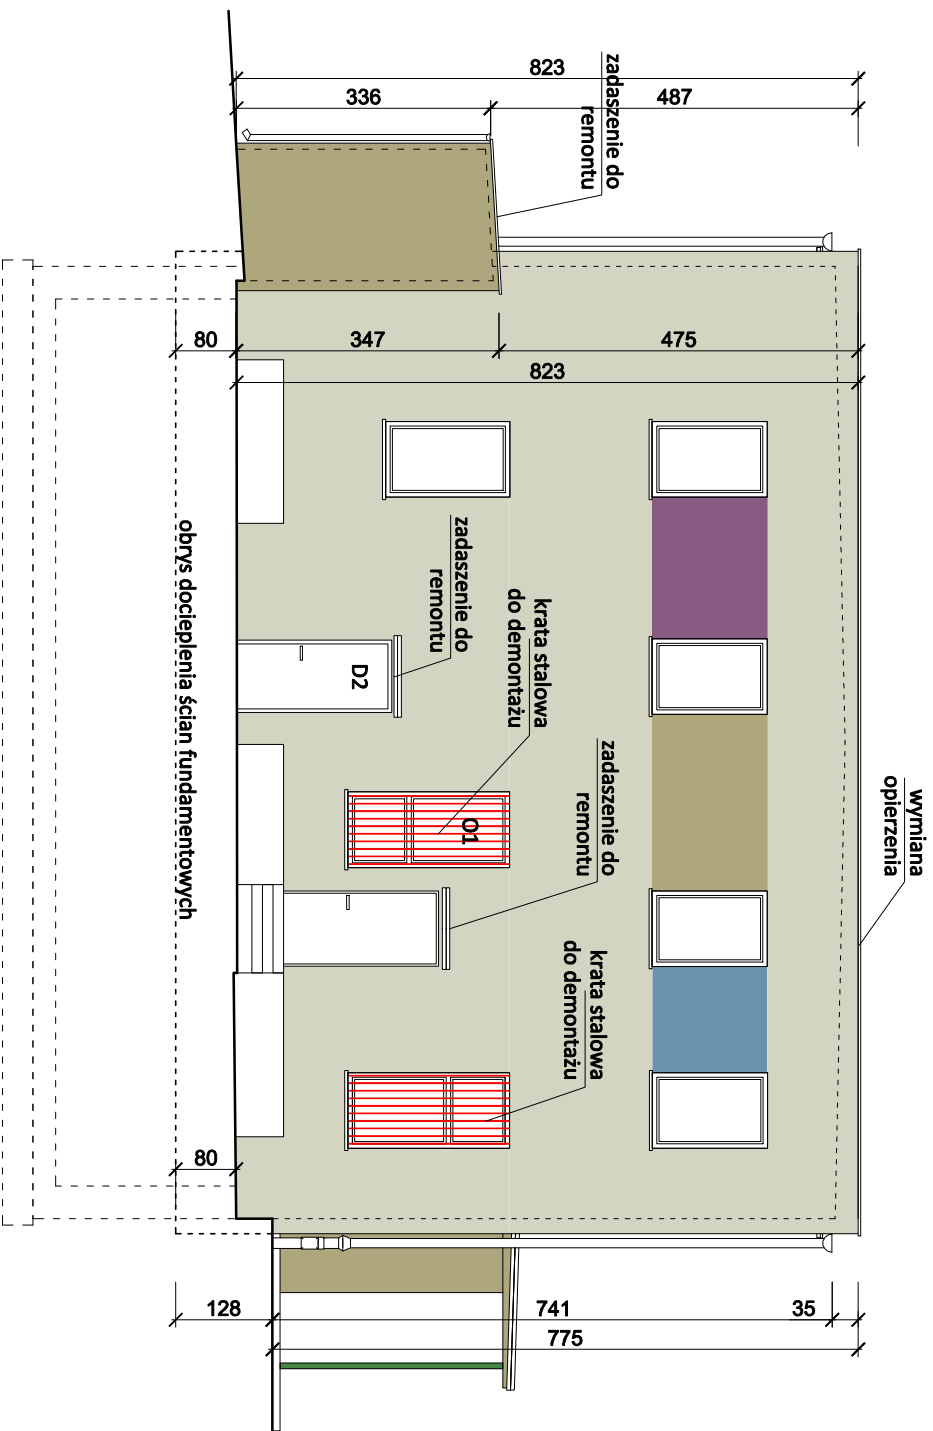 wymiana
opierzenia
zadaszenie do
remontu
zadaszenie do
remontu
krata stalowa
do demontażu
zadaszenie do
remontu
krata stalowa
do demontażu
D2
O1
obrys docieplenia ścian fundamentowych
823
336
487
80
347
475
823
80
128
741
35
775